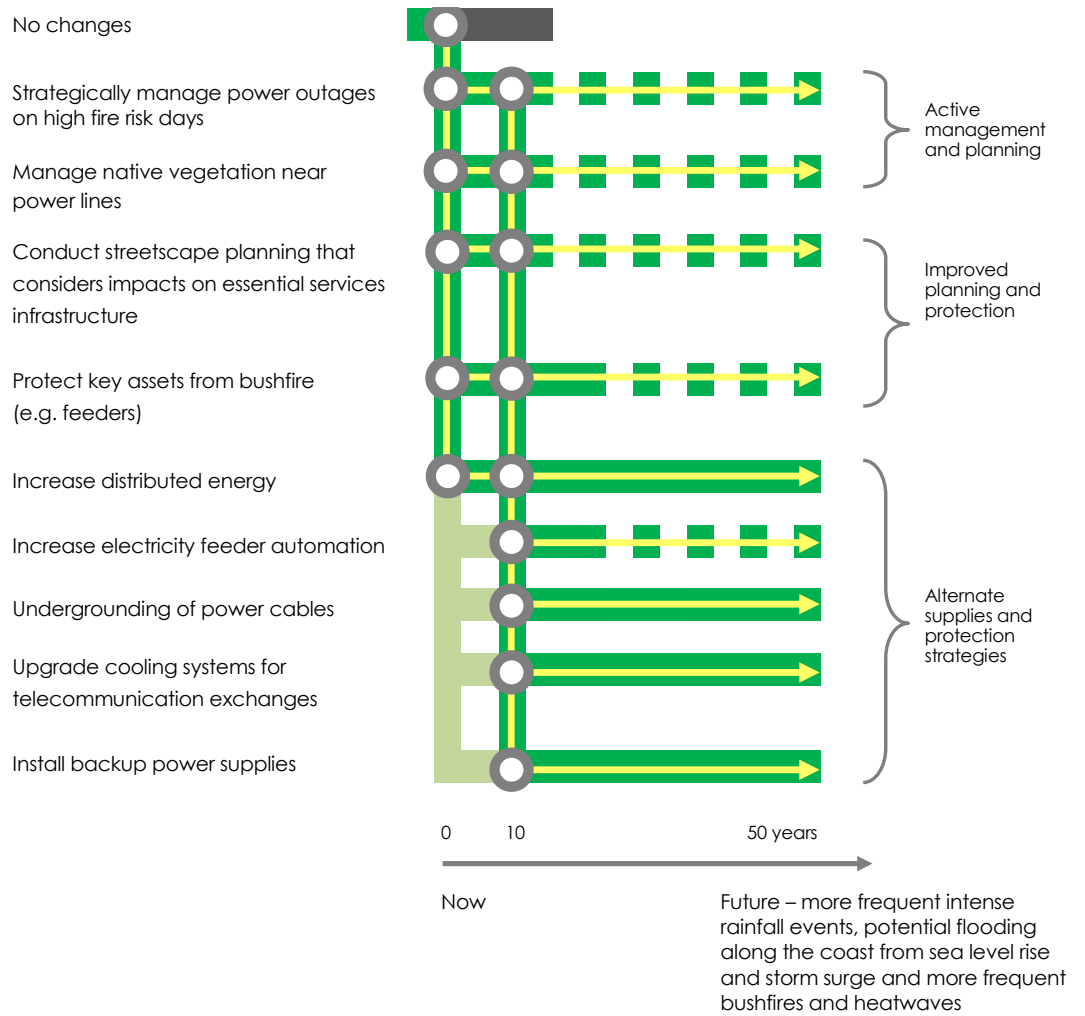 No changes
Strategically manage power outages
on high fire risk days
Manage native vegetation near
power lines
Conduct streetscape planning that
considers impacts on essential services
infrastructure
Protect key assets from bushfire
(e.g. feeders)
Increase distributed energy
Increase electricity feeder automation
Undergrounding of power cables
Upgrade cooling systems for
telecommunication exchanges
Install backup power supplies
Active
management
and planning
Improved
planning and
protection
Alternate
supplies and
protection
strategies
0 10 50 years
Now
Future – more frequent intense
rainfall events, potential flooding
along the coast from sea level rise
and storm surge and more frequent
bushfires and heatwaves